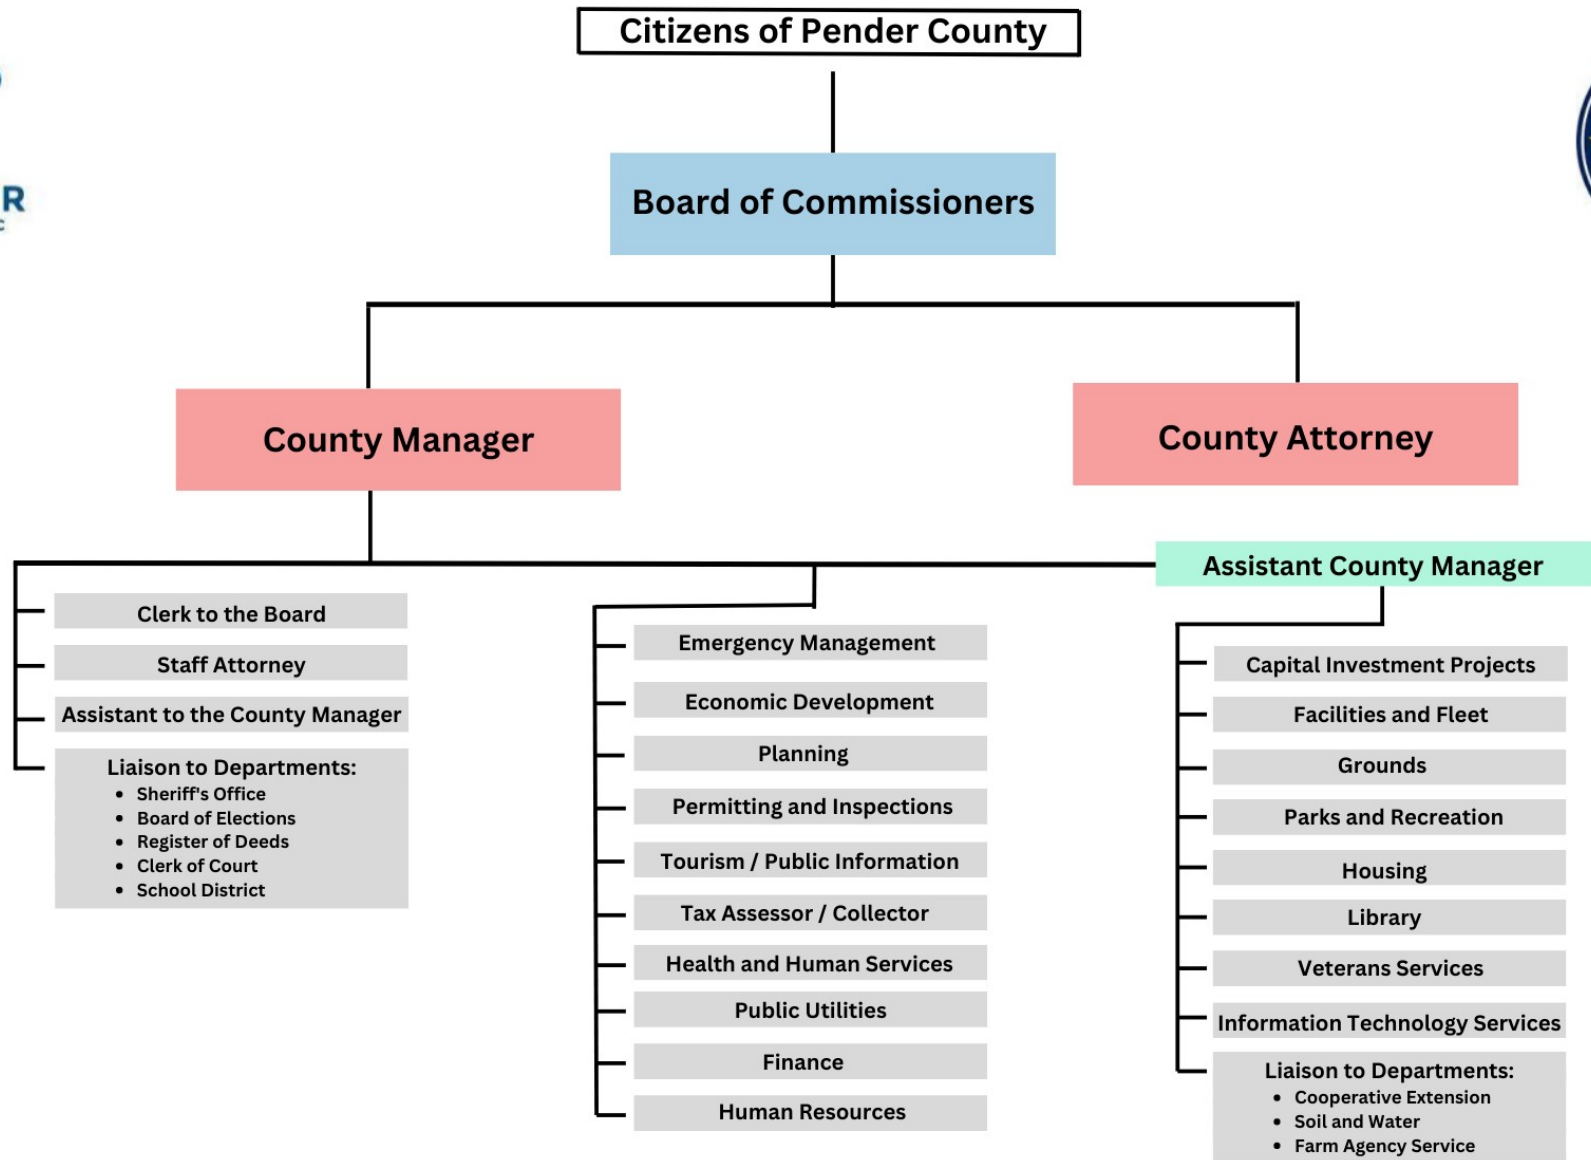 Citizens of Pender County
R
Board of Commissioners
County Manager
County Attorney
Assistant County Manager
Clerk to the Board
Staff Attorney
Assistant to the County Manager
Liaison to Departments:
• Sheriff's Office
• Board of Elections
• Register of Deeds
• Clerk of Court
• School District
Emergency Management
Economic Development
Planning
Permitting and Inspections
Tourism / Public Information
Tax Assessor / Collector
Health and Human Services
Public Utilities
Finance
Human Resources
Capital Investment Projects
Facilities and Fleet
Grounds
Parks and Recreation
Housing
Library
Veterans Services
Information Technology Services
Liaison to Departments:
• Cooperative Extension
• Soil and Water
• Farm Agency Service